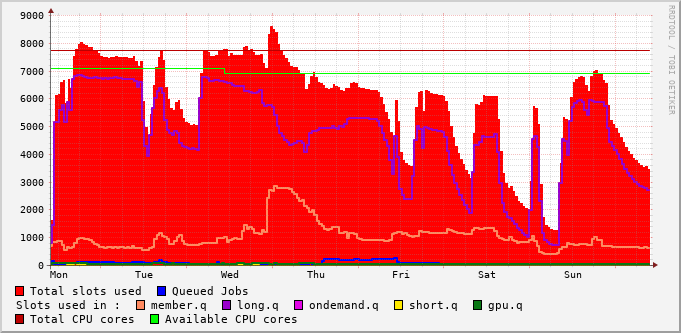 RRDTOOL / TOBI OETIKER
9000
8000
7000
6000
5000
4000
3000
2000
1000
0
Mon Tue Wed Thu Fri Sat Sun
Total slots used Queued Jobs
Slots used in : member.q long.q ondemand.q short.q gpu.q
Total CPU cores Available CPU cores